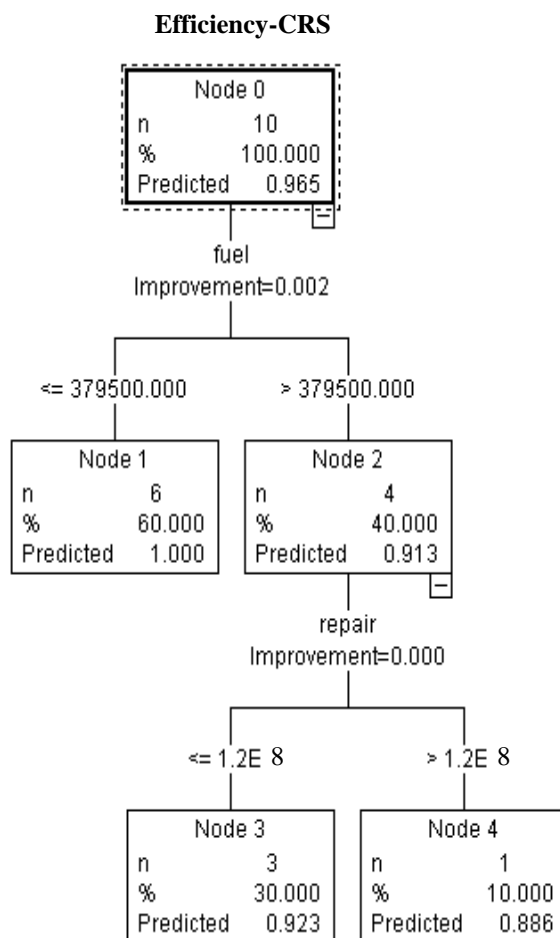 Efficiency-CRS
Node 0
n 10
% 100.000
Predicted 0.965
fuel
Improvement=0.002
<= 379500.000
> 379500.000
Node 1
n 6
% 60.000
Predicted 1.000
Node 2
n 4
% 40.000
Predicted 0.913
repair
Improvement=0.000
<= 1.2E 8
> 1.2E 8
Node 3
n 3
% 30.000
Predicted 0.923
Node 4
n 1
% 10.000
Predicted 0.886